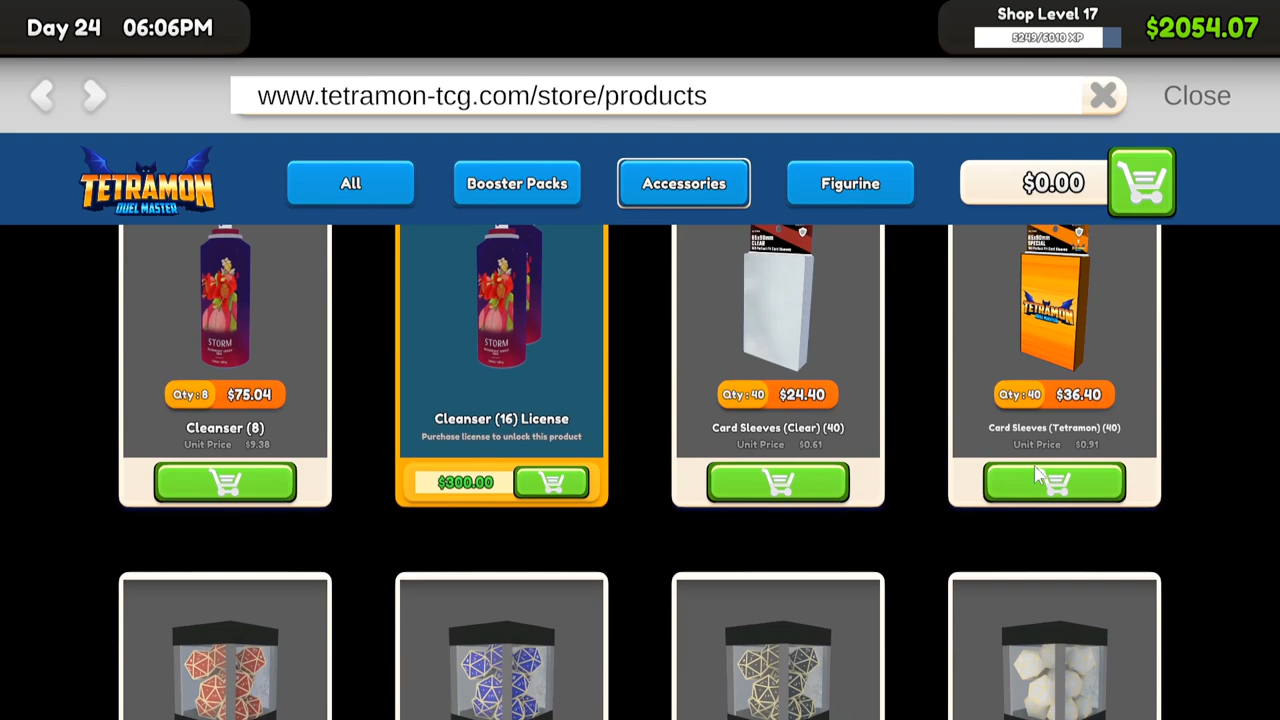 Day 24 06:06PM
Shop Level 17
5249/6010 XP
$2054.07
www.tetramon-tcg.com/store/products
Close
TETRAMON
DUEL MASTER
All
Booster Packs
Accessories
Figurine
$0.00
STORM
STORM
65x90mm
CLEAR
65x90mm
SPECIAL
TETRAMON
DUEL MASTER
Qty : 8 $75.04
Cleanser (8)
Unit Price $9.38
Cleanser (16) License
Purchase license to unlock this product
$300.00
Qty : 40 $24.40
Card Sleeves (Clear) (40)
Unit Price $0.61
Qty : 40 $36.40
Card Sleeves (Tetramon) (40)
Unit Price $0.91